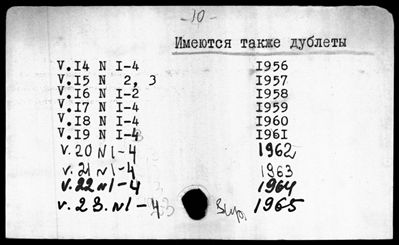 -10-
Имеются также дублеты
V.I4 N I-4 I956
V.I5 N 2, 3 I957
V.I6 N I-2 I958
V.I7 N I-4 I959
V.I8 N I-4 I960
V.I9 N I-4 I96I
V.20 N1-4 1962
V.21 N1-4 1963
V.22 N1-4 1964
V.23. N1-4 1965